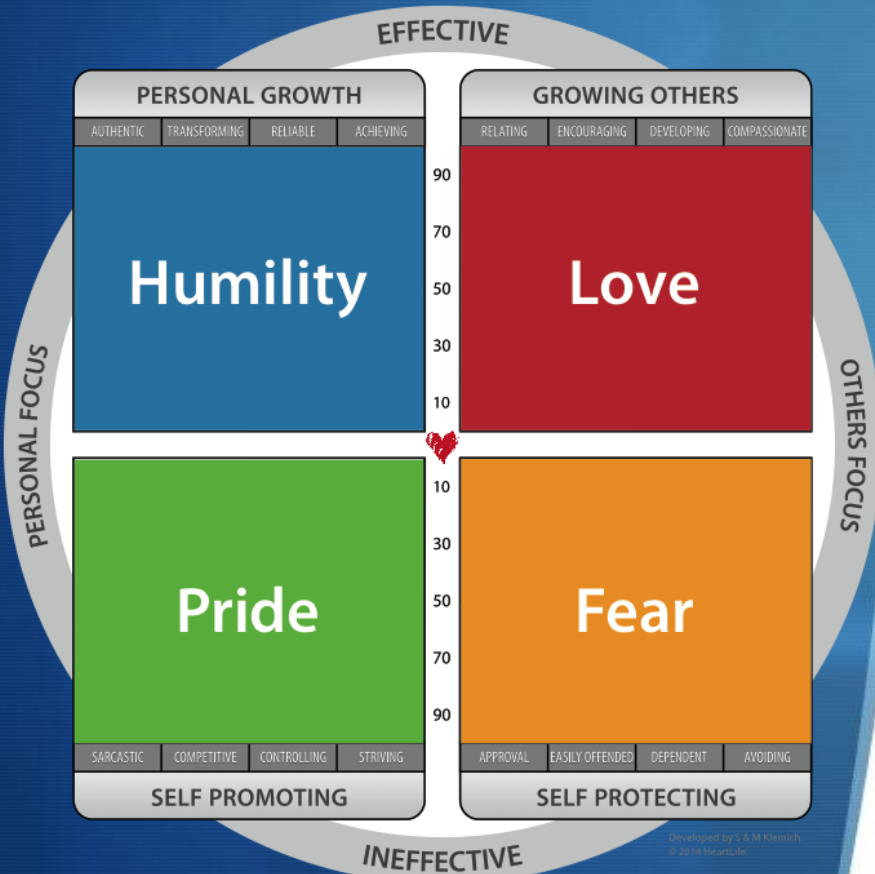 EFFECTIVE
PERSONAL GROWTH
AUTHENTIC TRANSFORMING RELIABLE ACHIEVING
GROWING OTHERS
RELATING ENCOURAGING DEVELOPING COMPASSIONATE
90
70
50
30
10
Humility
Love
PERSONAL FOCUS
OTHERS FOCUS
10
30
50
70
90
Pride
Fear
SARCASTIC COMPETITIVE CONTROLLING STRIVING
SELF PROMOTING
APPROVAL EASILY OFFENDED DEPENDENT AVOIDING
SELF PROTECTING
INEFFECTIVE
Developed by S & M Klemich
© 2014 HeartLife.